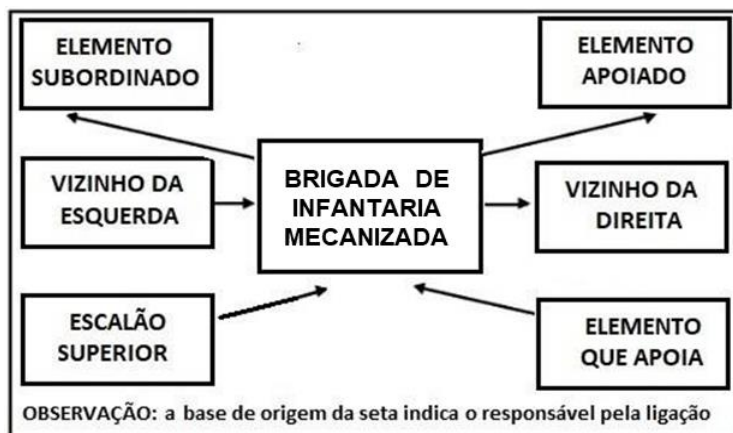 ELEMENTO
SUBORDINADO
ELEMENTO
APOIADO
VIZINHO DA
ESQUERDA
BRIGADA DE
INFANTARIA
MECANIZADA
VIZINHO DA
DIREITA
ESCALÃO
SUPERIOR
ELEMENTO
QUE APOIA
OBSERVAÇÃO: a base de origem da seta indica o responsável pela ligação